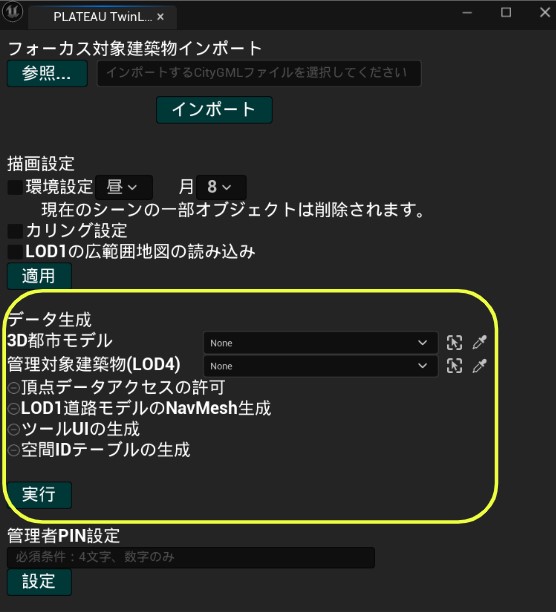 PLATEAU TwinL...
フォーカス対象建築物インポート
参照... インポートするCityGMLファイルを選択してください
インポート
描画設定
環境設定 昼 月 8
現在のシーンの一部オブジェクトは削除されます。
カリング設定
LOD1の広範囲地図の読み込み
適用
データ生成
3D都市モデル None
管理対象建築物(LOD4) None
頂点データアクセスの許可
LOD1道路モデルのNavMesh生成
ツールUIの生成
空間IDテーブルの生成
実行
管理者PIN設定
必須条件：4文字、数字のみ
設定